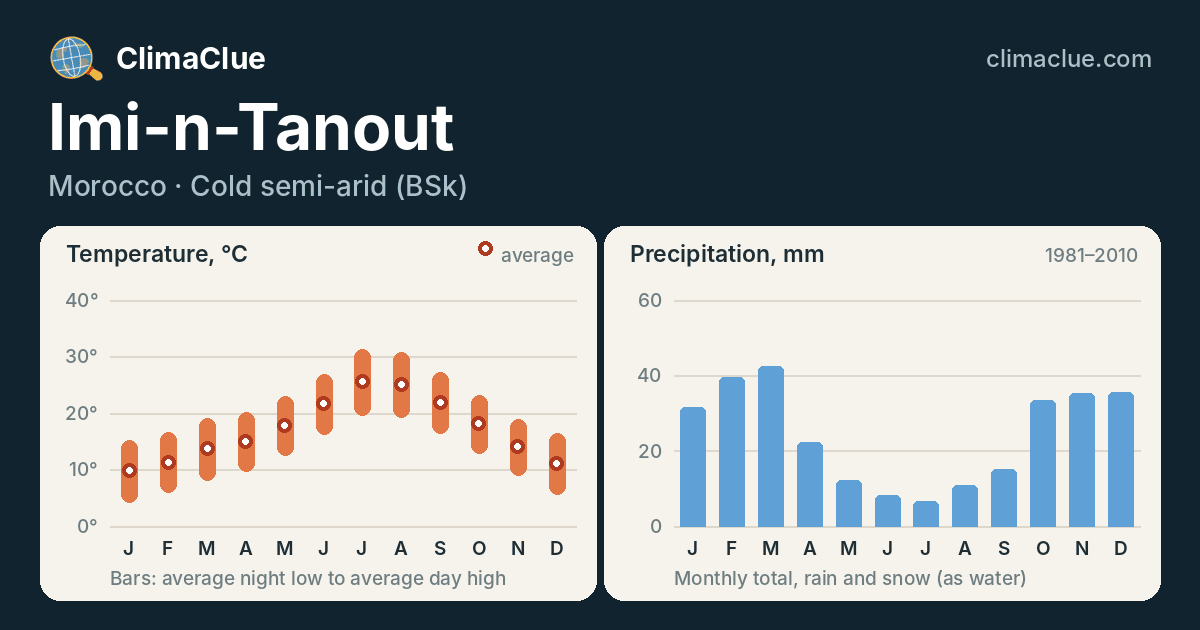 ClimaClue
climaclue.com
Imi-n-Tanout
Morocco · Cold semi-arid (BSk)
Temperature, °C
average
40°
30°
20°
10°
0°
J F M A M J J A S O N D
Bars: average night low to average day high
Precipitation, mm
1981–2010
60
40
20
0
J F M A M J J A S O N D
Monthly total, rain and snow (as water)